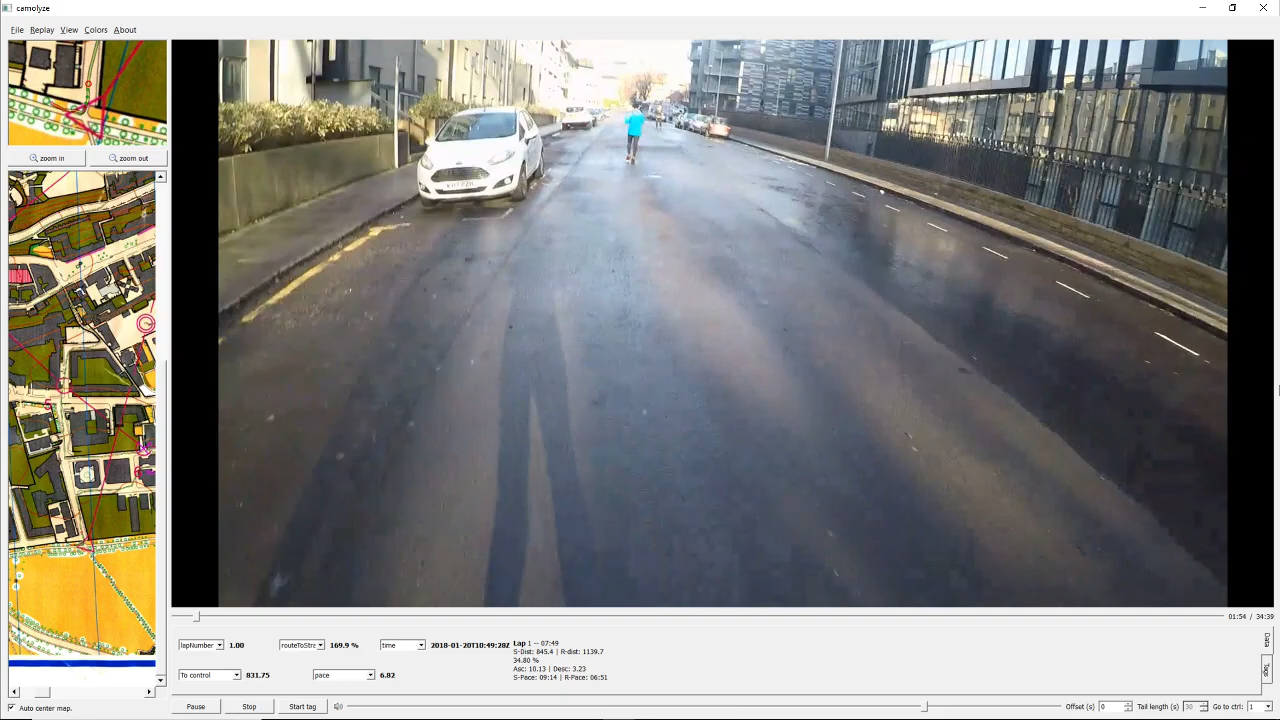 camolyze
File Replay View Colors About
zoom in zoom out
5
01:54 / 34:39
lapNumber 1.00 routeToStra 169.9 % time 2018-01-20T10:49:28Z
To control 831.75 pace 6.82
Lap 1 -- 07:49
S-Dist: 845.4 | R-dist: 1139.7
34.80 %
Asc: 10.13 | Desc: 3.23
S-Pace: 09:14 | R-Pace: 06:51
Data
Tags
Pause Stop Start tag Offset (s) 0 Tail length (s) 30 Go to ctrl: 1
Auto center map.